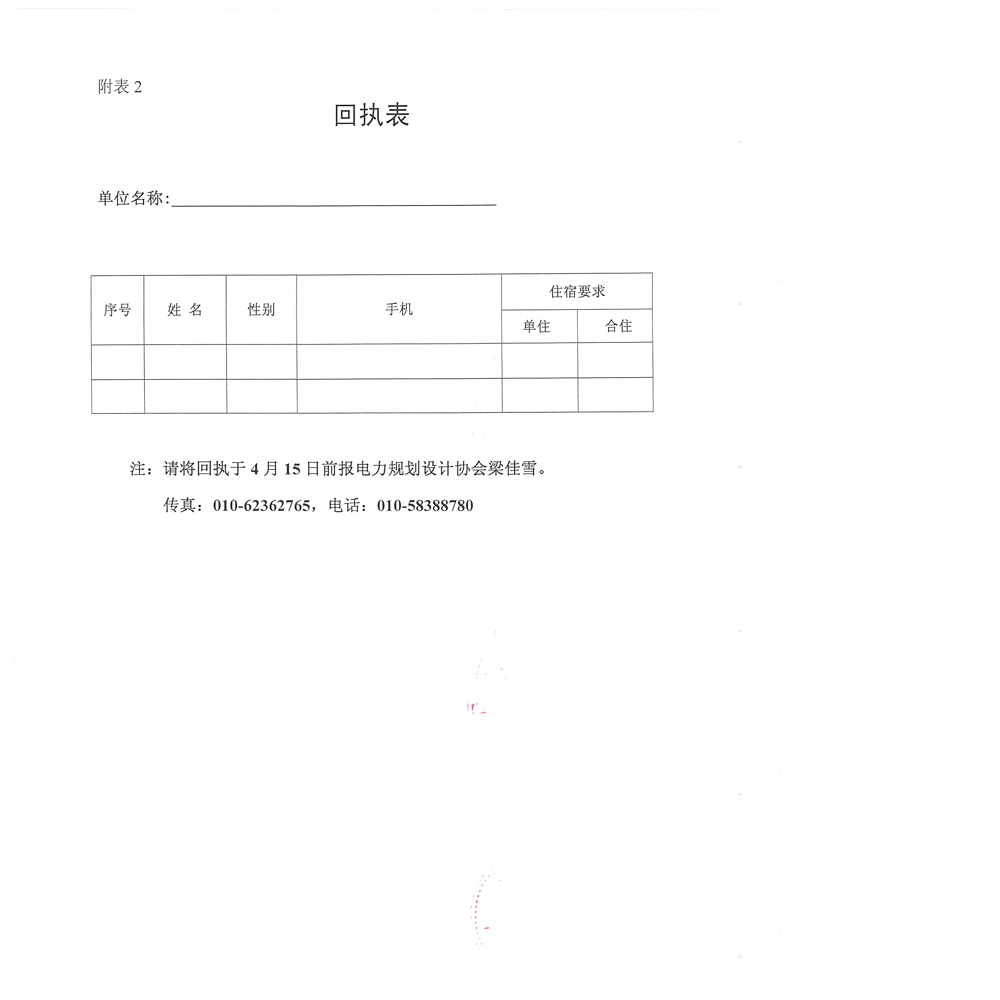 附表 2
回执表
单位名称:
序号 姓 名 性别 手机 住宿要求
单住 合住
注：请将回执于 4 月 15 日前报电力规划设计协会梁佳雪。
传真：010-62362765，电话：010-58388780